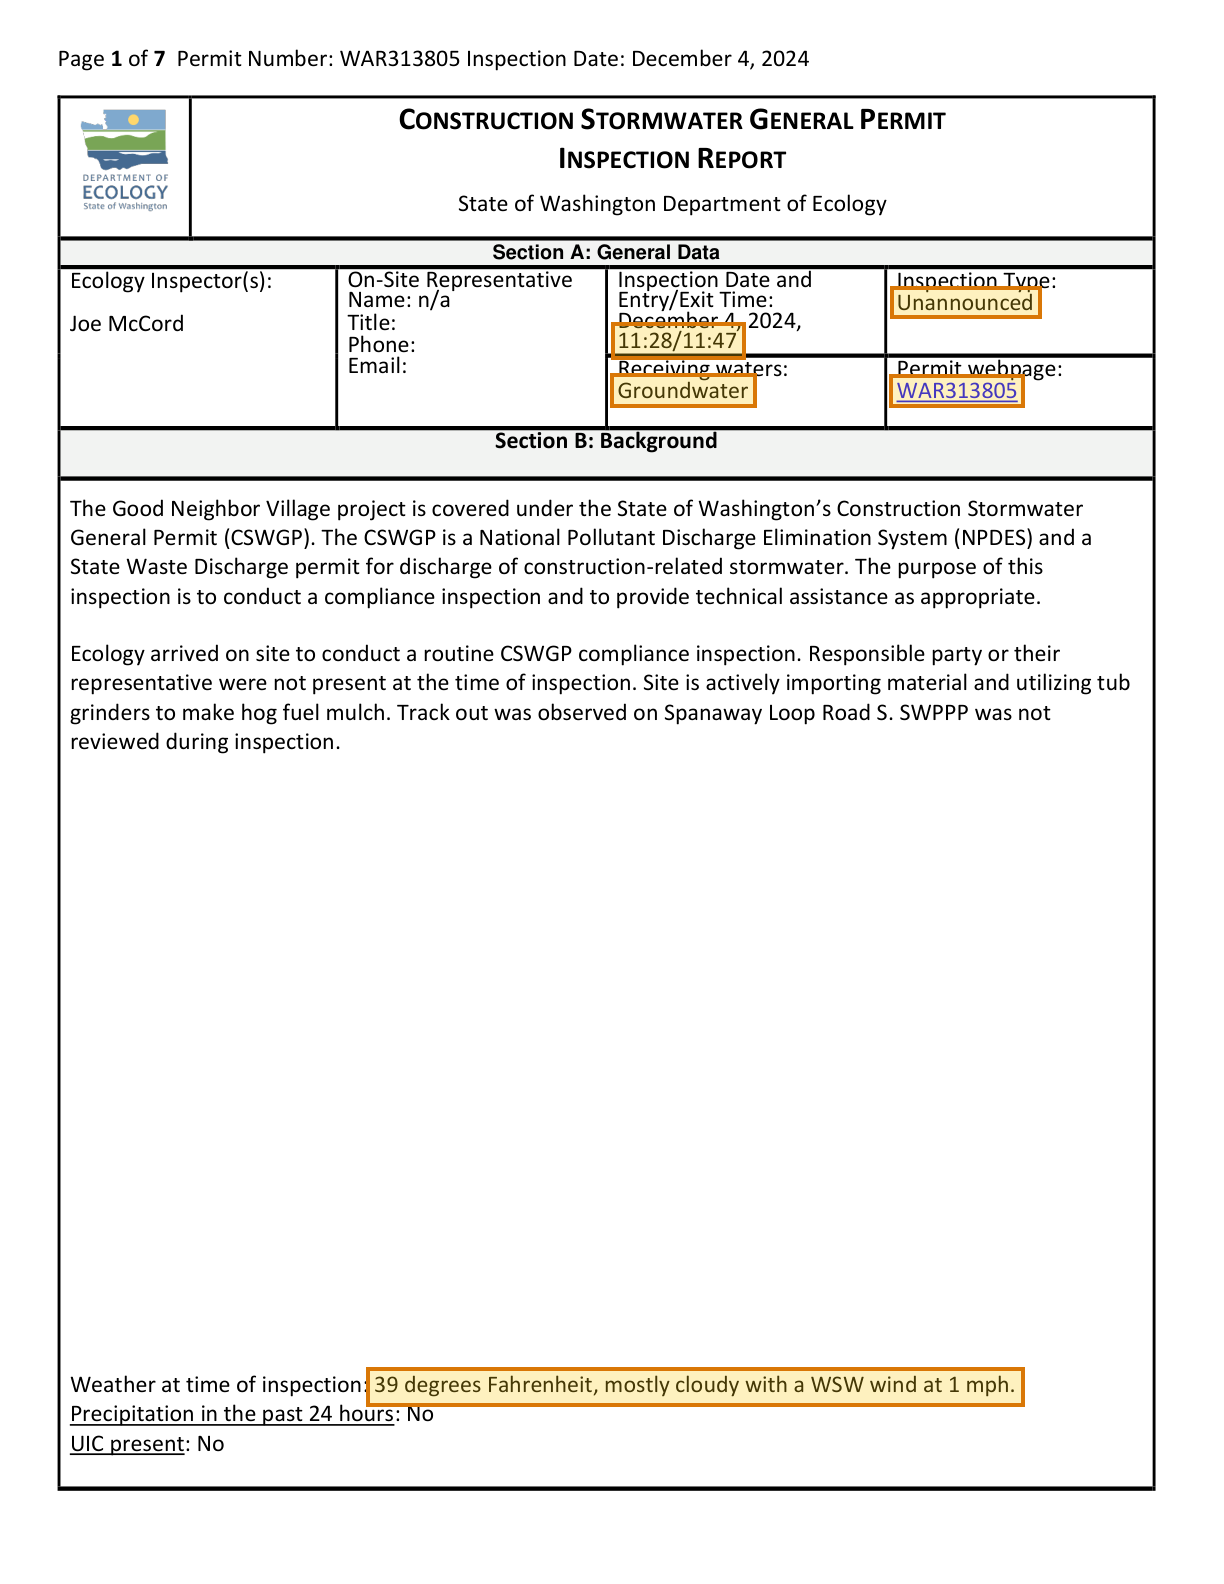 Page 1 of 7 Permit Number: WAR313805 Inspection Date: December 4, 2024
DEPARTMENT OF
ECOLOGY
State of Washington
CONSTRUCTION STORMWATER GENERAL PERMIT
INSPECTION REPORT
State of Washington Department of Ecology
Section A: General Data
Ecology Inspector(s):
Joe McCord
On-Site Representative
Name: n/a
Title:
Phone:
Email:
Inspection Date and
Entry/Exit Time:
December 4, 2024,
11:28/11:47
Inspection Type:
Unannounced
Receiving waters:
Groundwater
Permit webpage:
WAR313805
Section B: Background
The Good Neighbor Village project is covered under the State of Washington’s Construction Stormwater
General Permit (CSWGP). The CSWGP is a National Pollutant Discharge Elimination System (NPDES) and a
State Waste Discharge permit for discharge of construction-related stormwater. The purpose of this
inspection is to conduct a compliance inspection and to provide technical assistance as appropriate.
Ecology arrived on site to conduct a routine CSWGP compliance inspection. Responsible party or their
representative were not present at the time of inspection. Site is actively importing material and utilizing tub
grinders to make hog fuel mulch. Track out was observed on Spanaway Loop Road S. SWPPP was not
reviewed during inspection.
Weather at time of inspection: 39 degrees Fahrenheit, mostly cloudy with a WSW wind at 1 mph.
Precipitation in the past 24 hours: No
UIC present: No